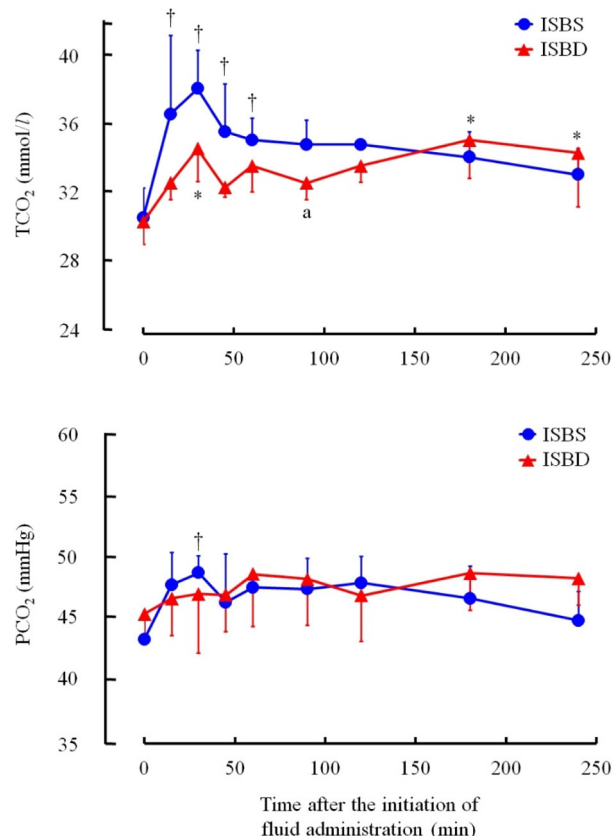 † † † †
ISBS
ISBD
40
36
32
28
24
TCO₂ (mmol/l)
* a * *
0 50 100 150 200 250
60
55
50
45
40
35
PCO₂ (mmHg)
ISBS
ISBD
†
0 50 100 150 200 250
Time after the initiation of
fluid administration (min)